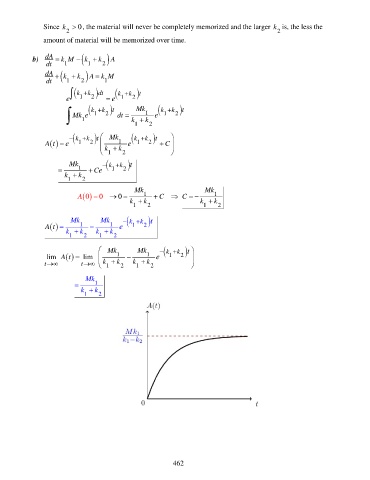 Since k₂ > 0, the material will never be completely memorized and the larger k₂ is, the less the
amount of material will be memorized over time.
b) dA/dt = k₁M − (k₁ + k₂)A
dA/dt + (k₁ + k₂)A = k₁M
e^∫(k₁+k₂)dt = e^(k₁+k₂)t
∫ Mk₁e^(k₁+k₂)t dt = Mk₁/(k₁ + k₂) e^(k₁+k₂)t
A(t) = e^−(k₁+k₂)t (Mk₁/(k₁ + k₂) e^(k₁+k₂)t + C)
= Mk₁/(k₁ + k₂) + Ce^−(k₁+k₂)t
A(0) = 0 → 0 = Mk₁/(k₁ + k₂) + C ⇒ C = − Mk₁/(k₁ + k₂)
A(t) = Mk₁/(k₁ + k₂) − Mk₁/(k₁ + k₂) e^−(k₁+k₂)t
lim t→∞ A(t) = lim t→∞ (Mk₁/(k₁ + k₂) − Mk₁/(k₁ + k₂) e^−(k₁+k₂)t)
= Mk₁/(k₁ + k₂)
A(t)
Mk₁/(k₁−k₂)
0 t
462